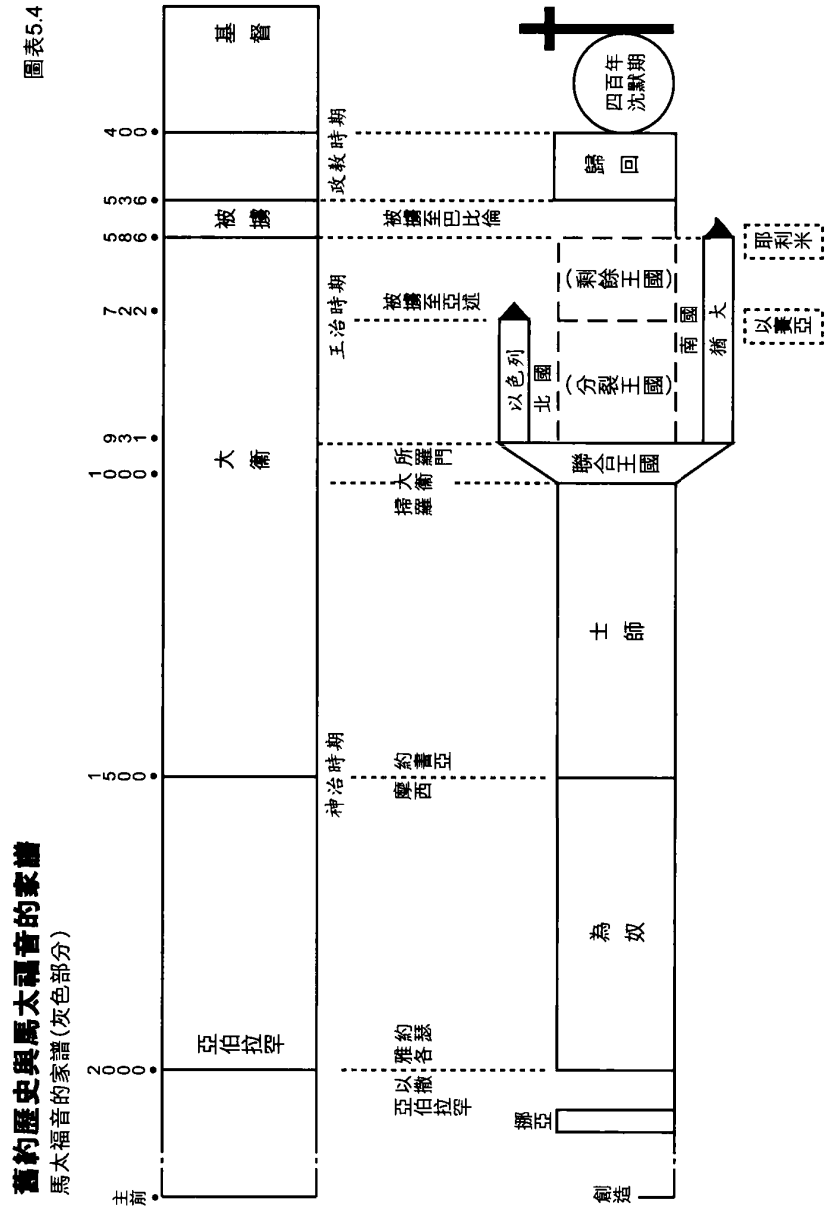 圖表5.4
舊約歷史與馬太福音的家譜
馬太福音的家譜(灰色部分)
主前
2000
1500
1000
931
722
586
536
400
亞伯拉罕
大衞
被擄
基督
神治時期
王治時期
政教時期
亞伯拉罕
以撒
雅各
約瑟
摩西
約書亞
掃羅
大衞
所羅門
被擄至亞述
被擄至巴比倫
創造
挪亞
為奴
士師
聯合王國
以色列
北國
(分裂王國)
(剩餘王國)
南國
猶大
歸回
四百年
沈默期
以賽亞
耶利米